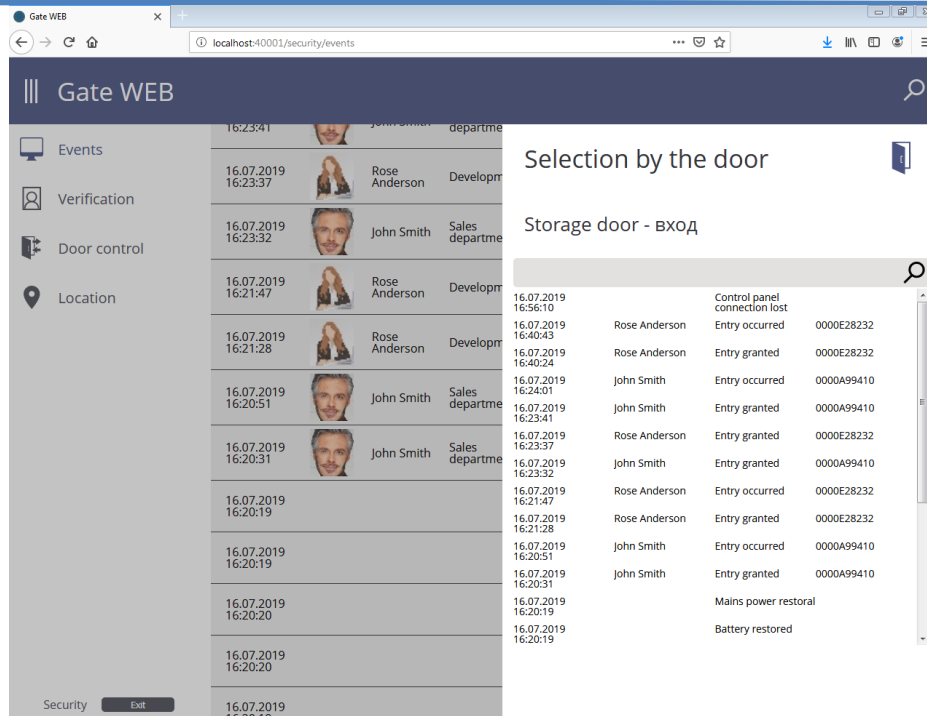 Gate WEB
localhost:40001/security/events
Gate WEB
Events
Verification
Door control
Location
Security
Exit
16:23:41
John Smith
departme
16.07.2019
16:23:37
Rose
Anderson
Developm
16.07.2019
16:23:32
John Smith
Sales
departme
16.07.2019
16:21:47
Rose
Anderson
Developm
16.07.2019
16:21:28
Rose
Anderson
Developm
16.07.2019
16:20:51
John Smith
Sales
departme
16.07.2019
16:20:31
John Smith
Sales
departme
16.07.2019
16:20:19
16.07.2019
16:20:19
16.07.2019
16:20:20
16.07.2019
16:20:20
16.07.2019
Selection by the door
Storage door - вход
16.07.2019
16:56:10
Control panel
connection lost
16.07.2019
16:40:43
Rose Anderson Entry occurred 0000E28232
16.07.2019
16:40:24
Rose Anderson Entry granted 0000E28232
16.07.2019
16:24:01
John Smith Entry occurred 0000A99410
16.07.2019
16:23:41
John Smith Entry granted 0000A99410
16.07.2019
16:23:37
Rose Anderson Entry granted 0000E28232
16.07.2019
16:23:32
John Smith Entry granted 0000A99410
16.07.2019
16:21:47
Rose Anderson Entry occurred 0000E28232
16.07.2019
16:21:28
Rose Anderson Entry granted 0000E28232
16.07.2019
16:20:51
John Smith Entry occurred 0000A99410
16.07.2019
16:20:31
John Smith Entry granted 0000A99410
16.07.2019
16:20:19
Mains power restoral
16.07.2019
16:20:19
Battery restored